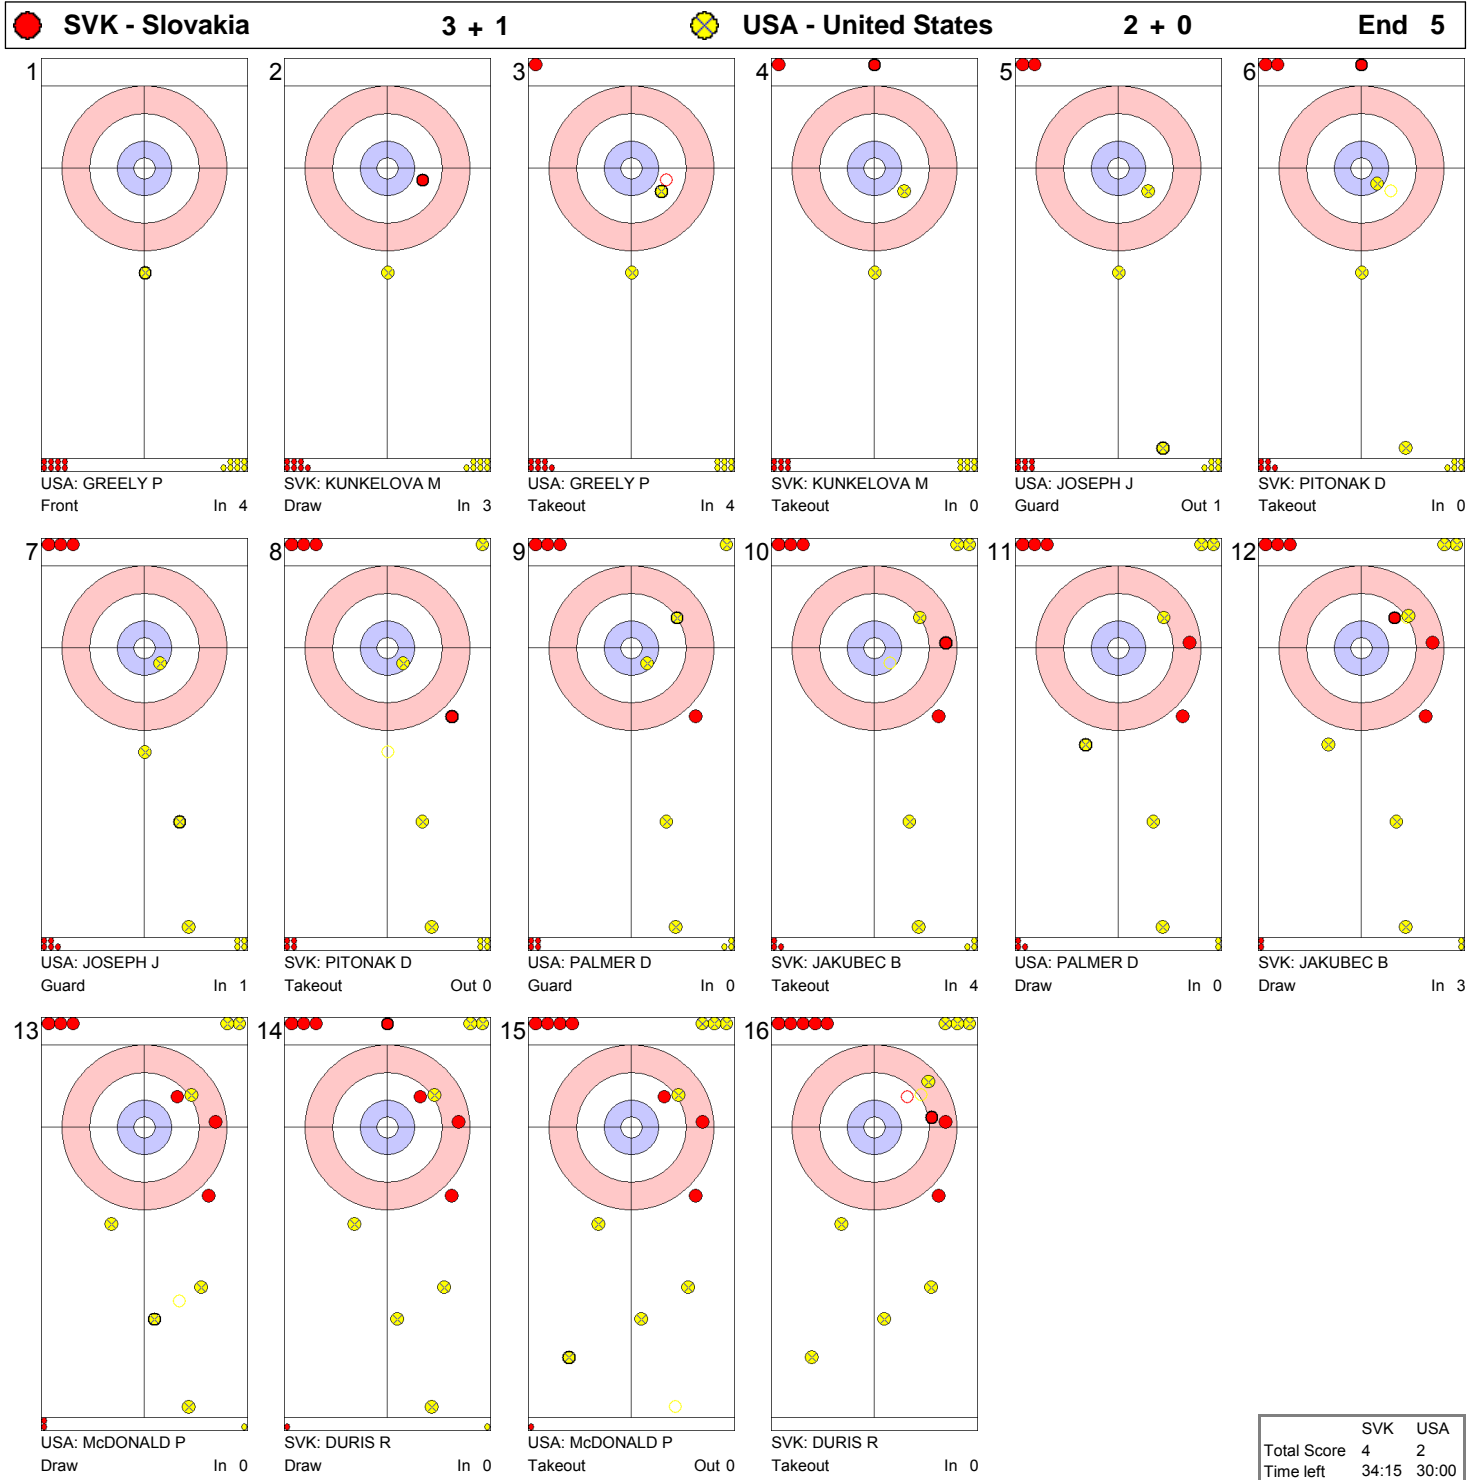 SVK - Slovakia 3 + 1 USA - United States 2 + 0 End 5
1 2 3 4 5 6
USA: GREELY P SVK: KUNKELOVA M USA: GREELY P SVK: KUNKELOVA M USA: JOSEPH J SVK: PITONAK D
Front In 4 Draw In 3 Takeout In 4 Takeout In 0 Guard Out 1 Takeout In 0
7 8 9 10 11 12
USA: JOSEPH J SVK: PITONAK D USA: PALMER D SVK: JAKUBEC B USA: PALMER D SVK: JAKUBEC B
Guard In 1 Takeout Out 0 Guard In 0 Takeout In 4 Draw In 0 Draw In 3
13 14 15 16
USA: McDONALD P SVK: DURIS R USA: McDONALD P SVK: DURIS R
Draw In 0 Draw In 0 Takeout Out 0 Takeout In 0
SVK USA
Total Score 4 2
Time left 34:15 30:00